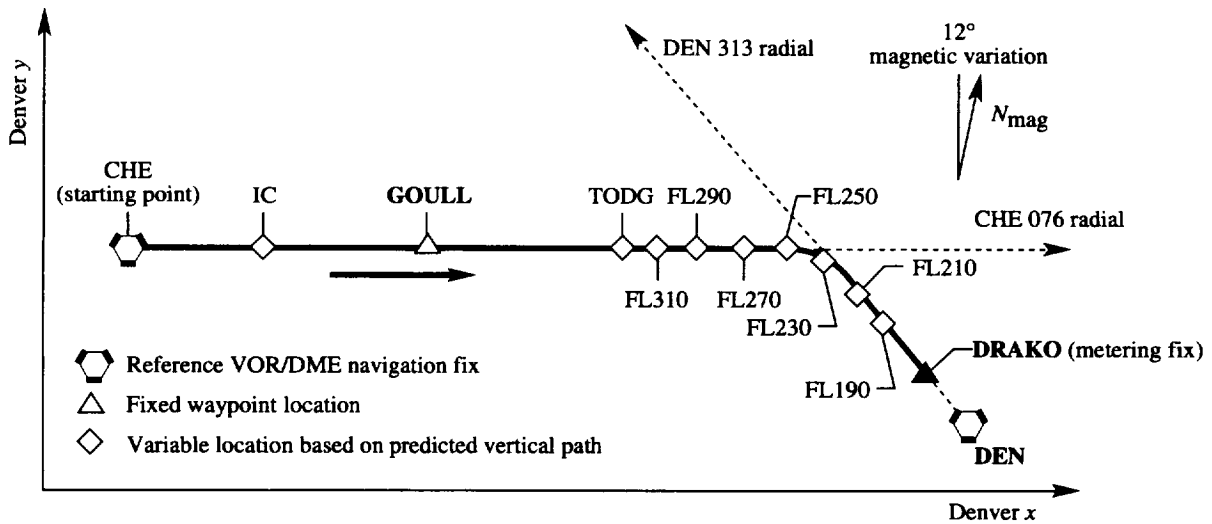 Denver y
DEN 313 radial
12°
magnetic variation
Nmag
CHE
(starting point)
IC
GOULL
TODG
FL290
FL250
CHE 076 radial
FL310
FL270
FL230
FL210
FL190
DRAKO (metering fix)
DEN
Reference VOR/DME navigation fix
Fixed waypoint location
Variable location based on predicted vertical path
Denver x